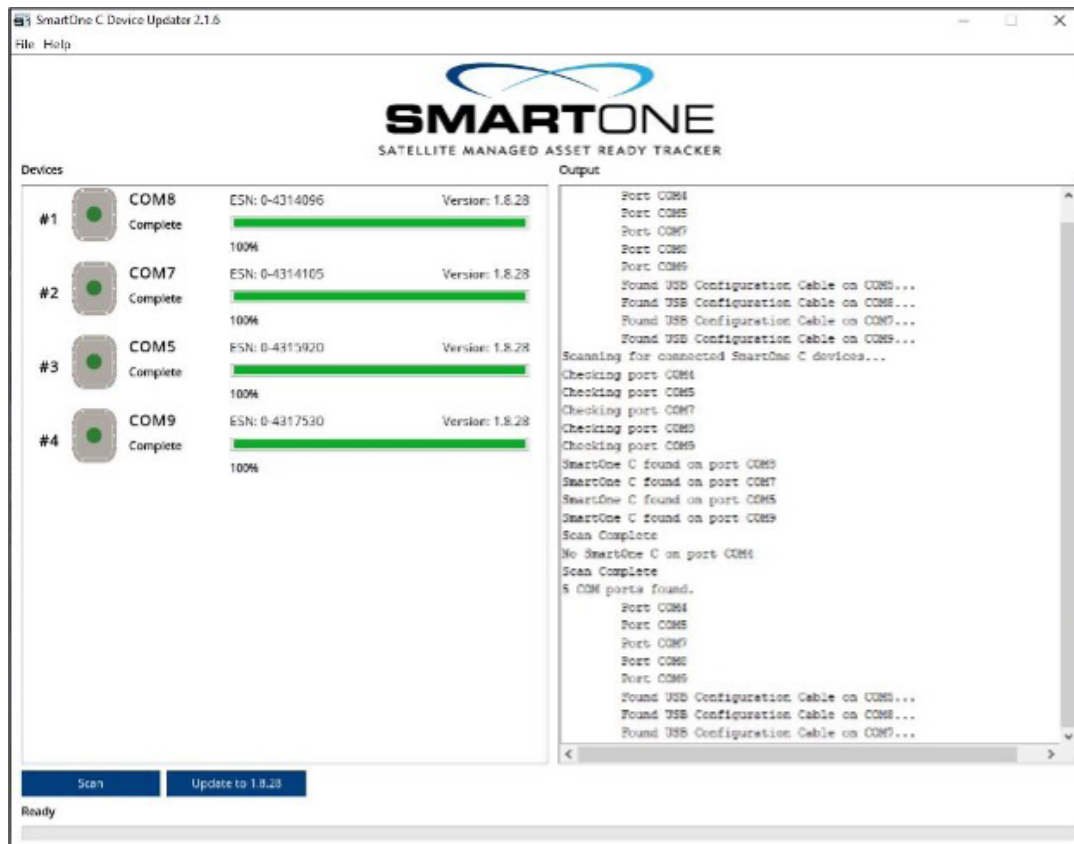 SmartOne C Device Updater 2.1.6
File Help
SMARTONE
SATELLITE MANAGED ASSET READY TRACKER
Devices
#1 COM8 ESN: 0-4314096 Version: 1.8.28
Complete
100%
#2 COM7 ESN: 0-4314105 Version: 1.8.28
Complete
100%
#3 COM5 ESN: 0-4315920 Version: 1.8.28
Complete
100%
#4 COM9 ESN: 0-4317530 Version: 1.8.28
Complete
100%
Output
Port COM4
Port COM5
Port COM7
Port COM8
Port COM9
Found USB Configuration Cable on COM5...
Found USB Configuration Cable on COM8...
Found USB Configuration Cable on COM7...
Found USB Configuration Cable on COM9...
Scanning for connected SmartOne C devices...
Checking port COM4
Checking port COM5
Checking port COM7
Checking port COM8
Checking port COM9
SmartOne C found on port COM8
SmartOne C found on port COM7
SmartOne C found on port COM5
SmartOne C found on port COM9
Scan Complete
No SmartOne C on port COM4
Scan Complete
5 COM ports found.
Port COM4
Port COM5
Port COM7
Port COM8
Port COM9
Found USB Configuration Cable on COM5...
Found USB Configuration Cable on COM8...
Found USB Configuration Cable on COM7...
Scan
Update to 1.8.28
Ready